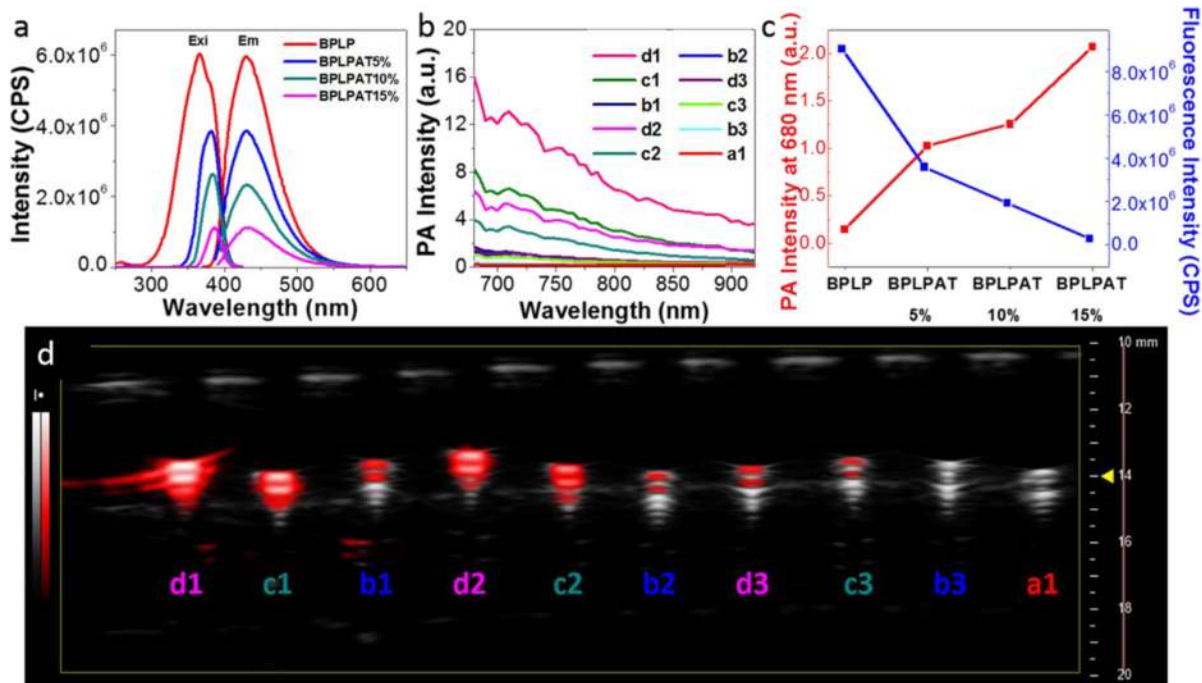 a
Exi Em
BPLP
BPLPAT5%
BPLPAT10%
BPLPAT15%
Intensity (CPS)
6.0x10⁶
4.0x10⁶
2.0x10⁶
0.0
300 400 500 600
Wavelength (nm)
b
PA Intensity (a.u.)
20
16
12
8
4
0
d1 b2
c1 d3
b1 c3
d2 b3
c2 a1
700 750 800 850 900
Wavelength (nm)
c
PA Intensity at 680 nm (a.u.)
2.0
1.5
1.0
0.5
0.0
Fluorescence Intensity (CPS)
8.0x10⁶
6.0x10⁶
4.0x10⁶
2.0x10⁶
0.0
BPLP BPLPAT BPLPAT BPLPAT
5% 10% 15%
d
10 mm
12
14
16
18
20
d1 c1 b1 d2 c2 b2 d3 c3 b3 a1